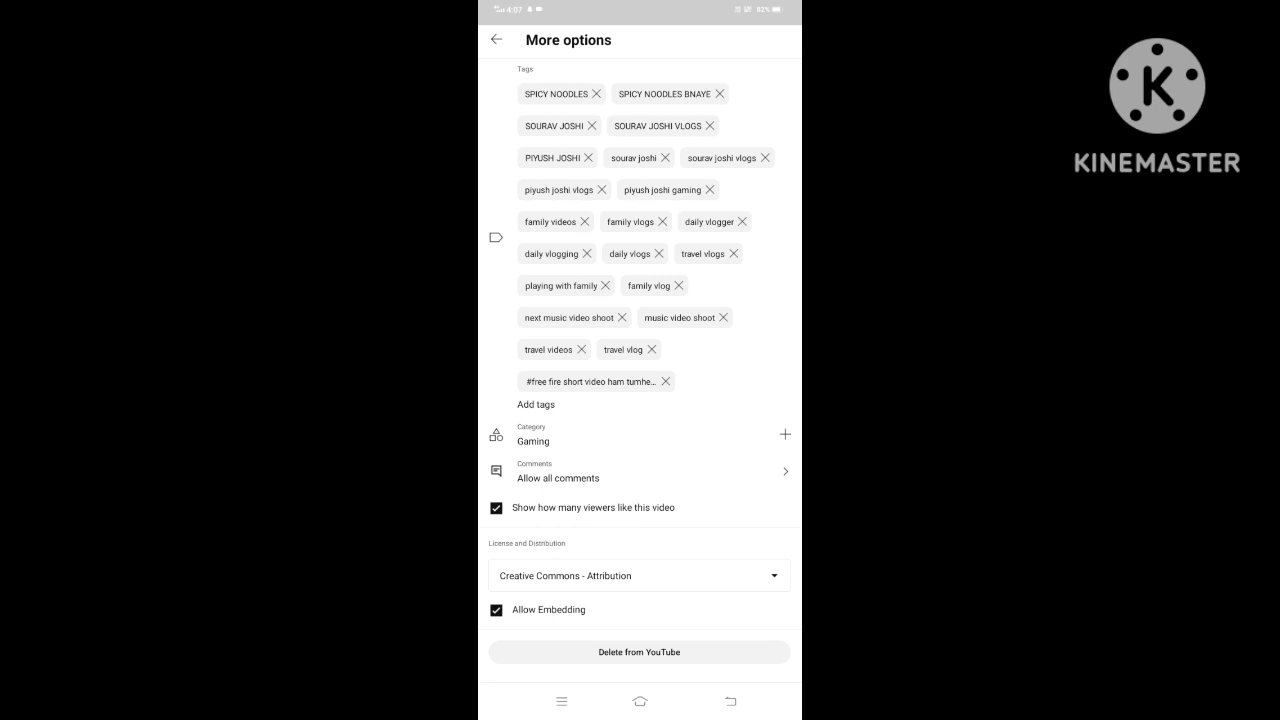 4:07 82%
More options
Tags
SPICY NOODLES SPICY NOODLES BNAYE
SOURAV JOSHI SOURAV JOSHI VLOGS
PIYUSH JOSHI sourav joshi sourav joshi vlogs
piyush joshi vlogs piyush joshi gaming
family videos family vlogs daily vlogger
daily vlogging daily vlogs travel vlogs
playing with family family vlog
next music video shoot music video shoot
travel videos travel vlog
#free fire short video ham tumhe...
Add tags
Category
Gaming
Comments
Allow all comments
Show how many viewers like this video
License and Distribution
Creative Commons - Attribution
Allow Embedding
Delete from YouTube
K
KINEMASTER